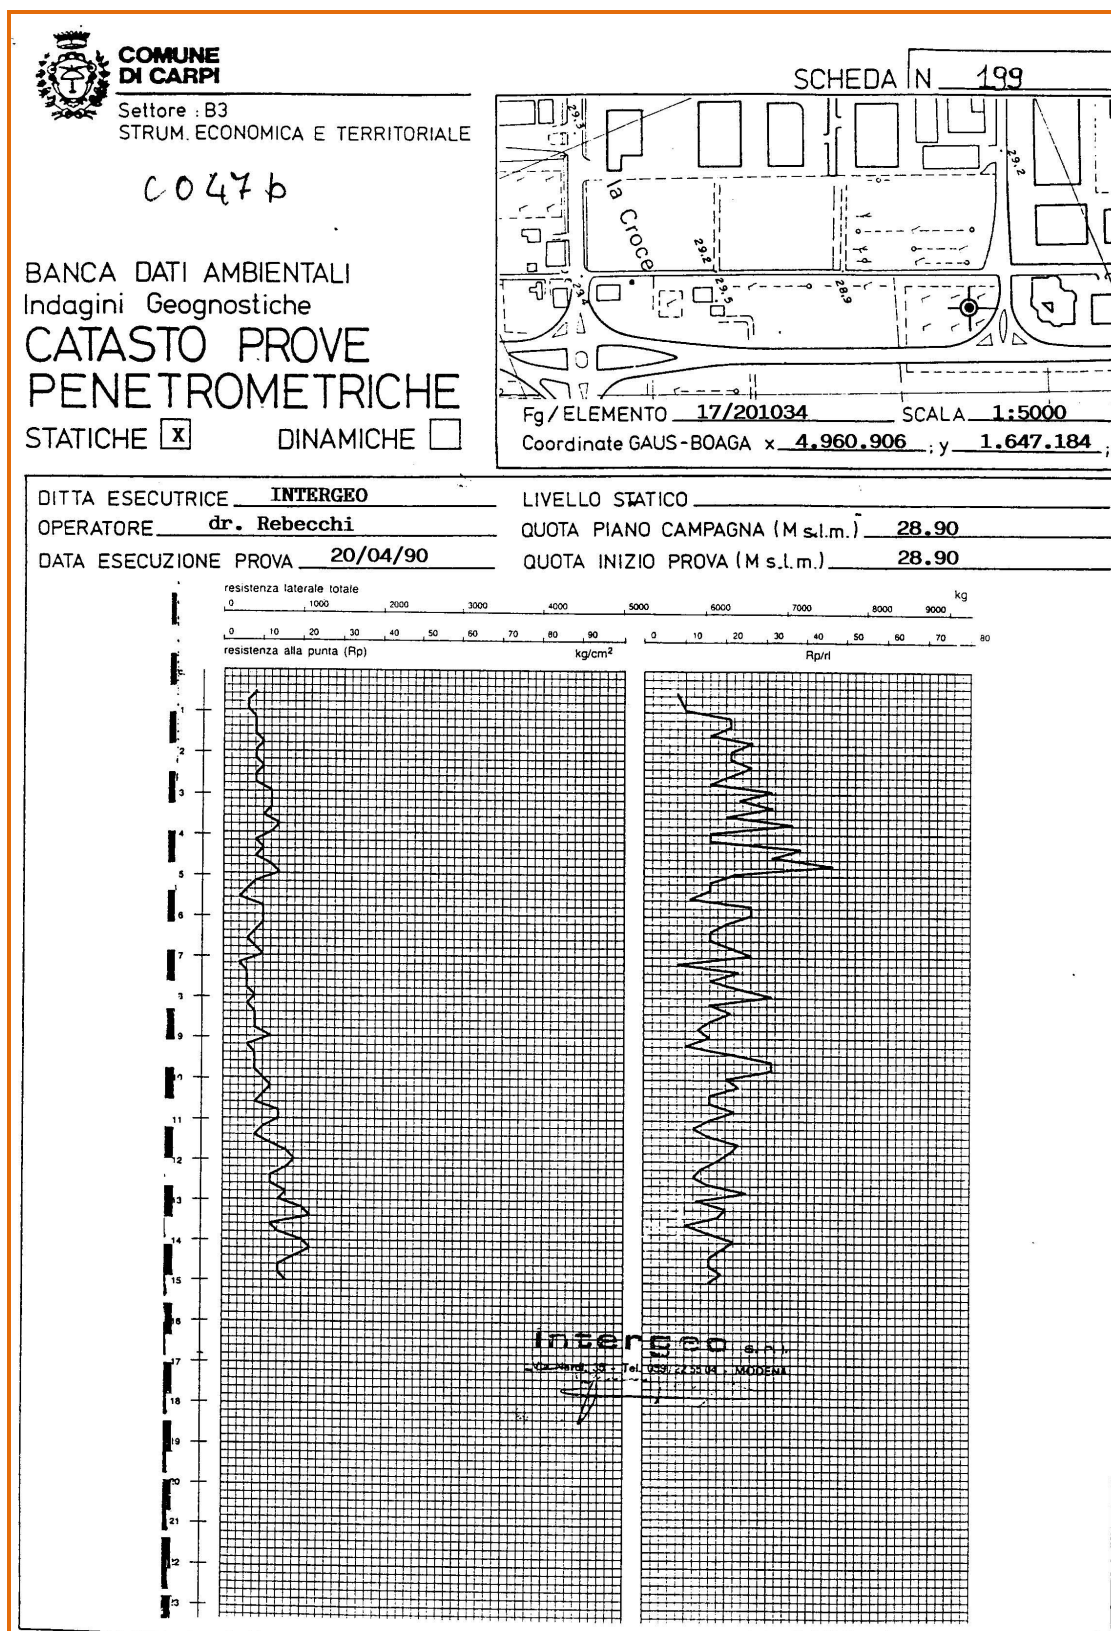 COMUNE
DI CARPI
Settore : B3
STRUM. ECONOMICA E TERRITORIALE
C047b
BANCA DATI AMBIENTALI
Indagini Geognostiche
CATASTO PROVE
PENETROMETRICHE
STATICHE X DINAMICHE
SCHEDA N 199
29.3
29.2
la Croce
29.2
29.5
28.9
29.4
Fg/ELEMENTO 17/201034 SCALA 1:5000
Coordinate GAUS-BOAGA x 4.960.906 ; y 1.647.184 ;
DITTA ESECUTRICE INTERGEO
OPERATORE dr. Rebecchi
DATA ESECUZIONE PROVA 20/04/90
LIVELLO STATICO
QUOTA PIANO CAMPAGNA (M s.l.m.) 28.90
QUOTA INIZIO PROVA (M s.l.m.) 28.90
resistenza laterale totale kg
0 1000 2000 3000 4000 5000 6000 7000 8000 9000
0 10 20 30 40 50 60 70 80 90 0 10 20 30 40 50 60 70 80
resistenza alla punta (Rp) kg/cm² Rp/rl
1
2
3
4
5
6
7
8
9
10
11
12
13
14
15
16
17
18
19
20
21
22
23
intergeo s.r.l.
Tel. MODENA